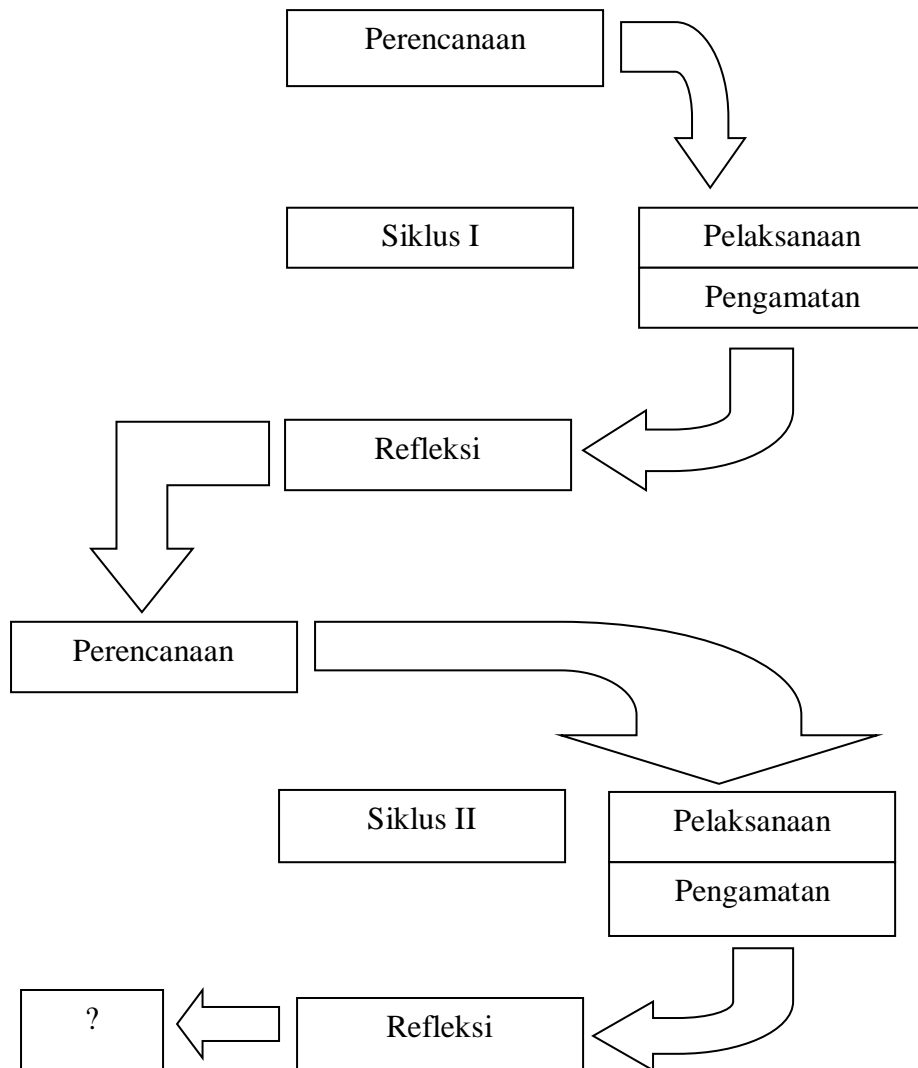 Perencanaan
Siklus I
Pelaksanaan
Pengamatan
Refleksi
Perencanaan
Siklus II
Pelaksanaan
Pengamatan
?
Refleksi